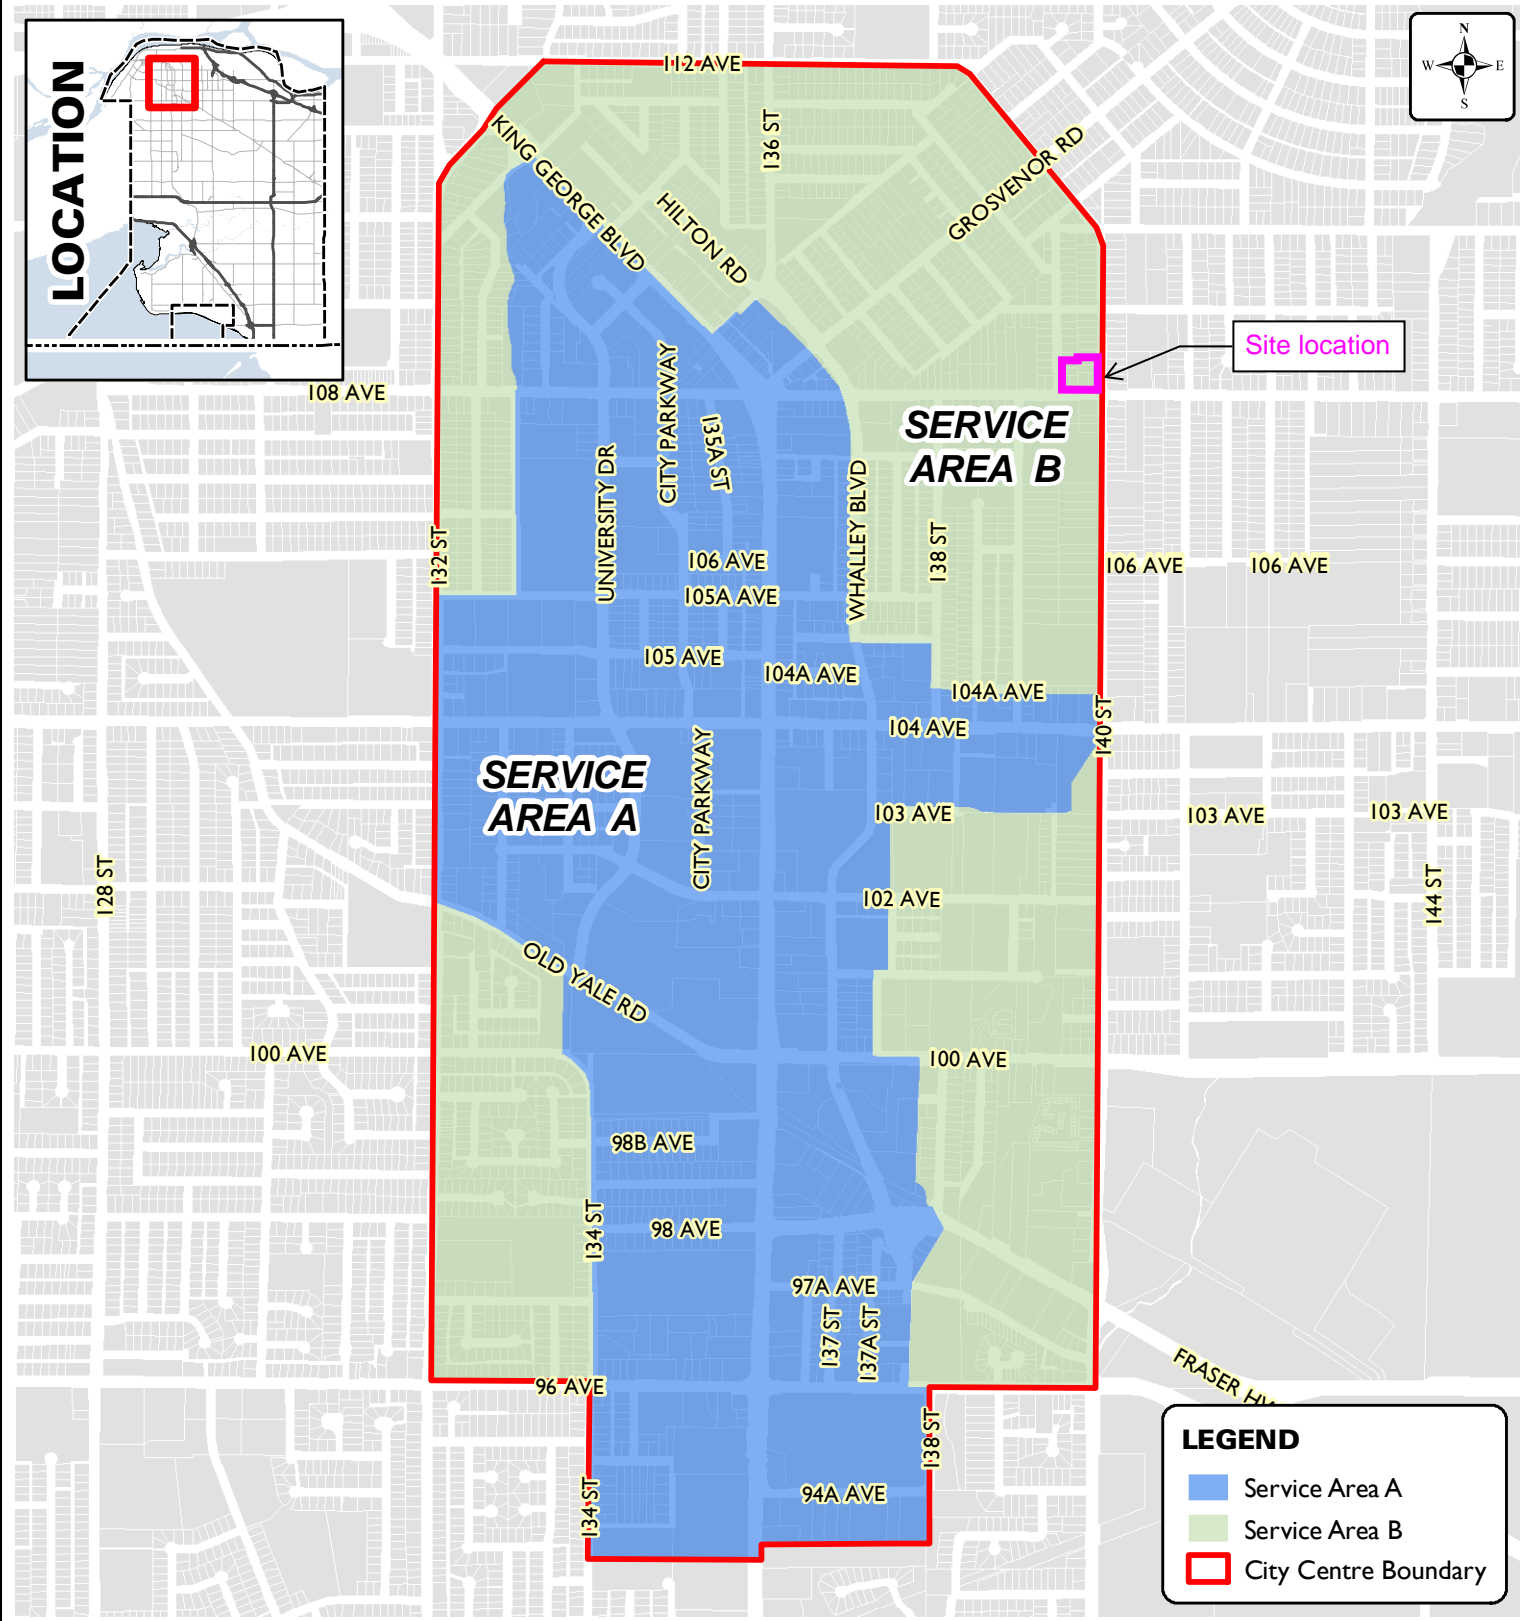 LOCATION
N
W
E
S
112 AVE
136 ST
KING GEORGE BLVD
HILTON RD
GROSVENOR RD
Site location
108 AVE
CITY PARKWAY
135A ST
SERVICE
AREA B
UNIVERSITY DR
WHALLEY BLVD
132 ST
138 ST
106 AVE
106 AVE
106 AVE
105A AVE
105 AVE
104A AVE
104A AVE
104 AVE
140 ST
CITY PARKWAY
SERVICE
AREA A
103 AVE
103 AVE
103 AVE
128 ST
102 AVE
144 ST
OLD YALE RD
100 AVE
100 AVE
98B AVE
134 ST
98 AVE
97A AVE
137 ST
137A ST
96 AVE
FRASER HW
138 ST
94A AVE
134 ST
LEGEND
Service Area A
Service Area B
City Centre Boundary